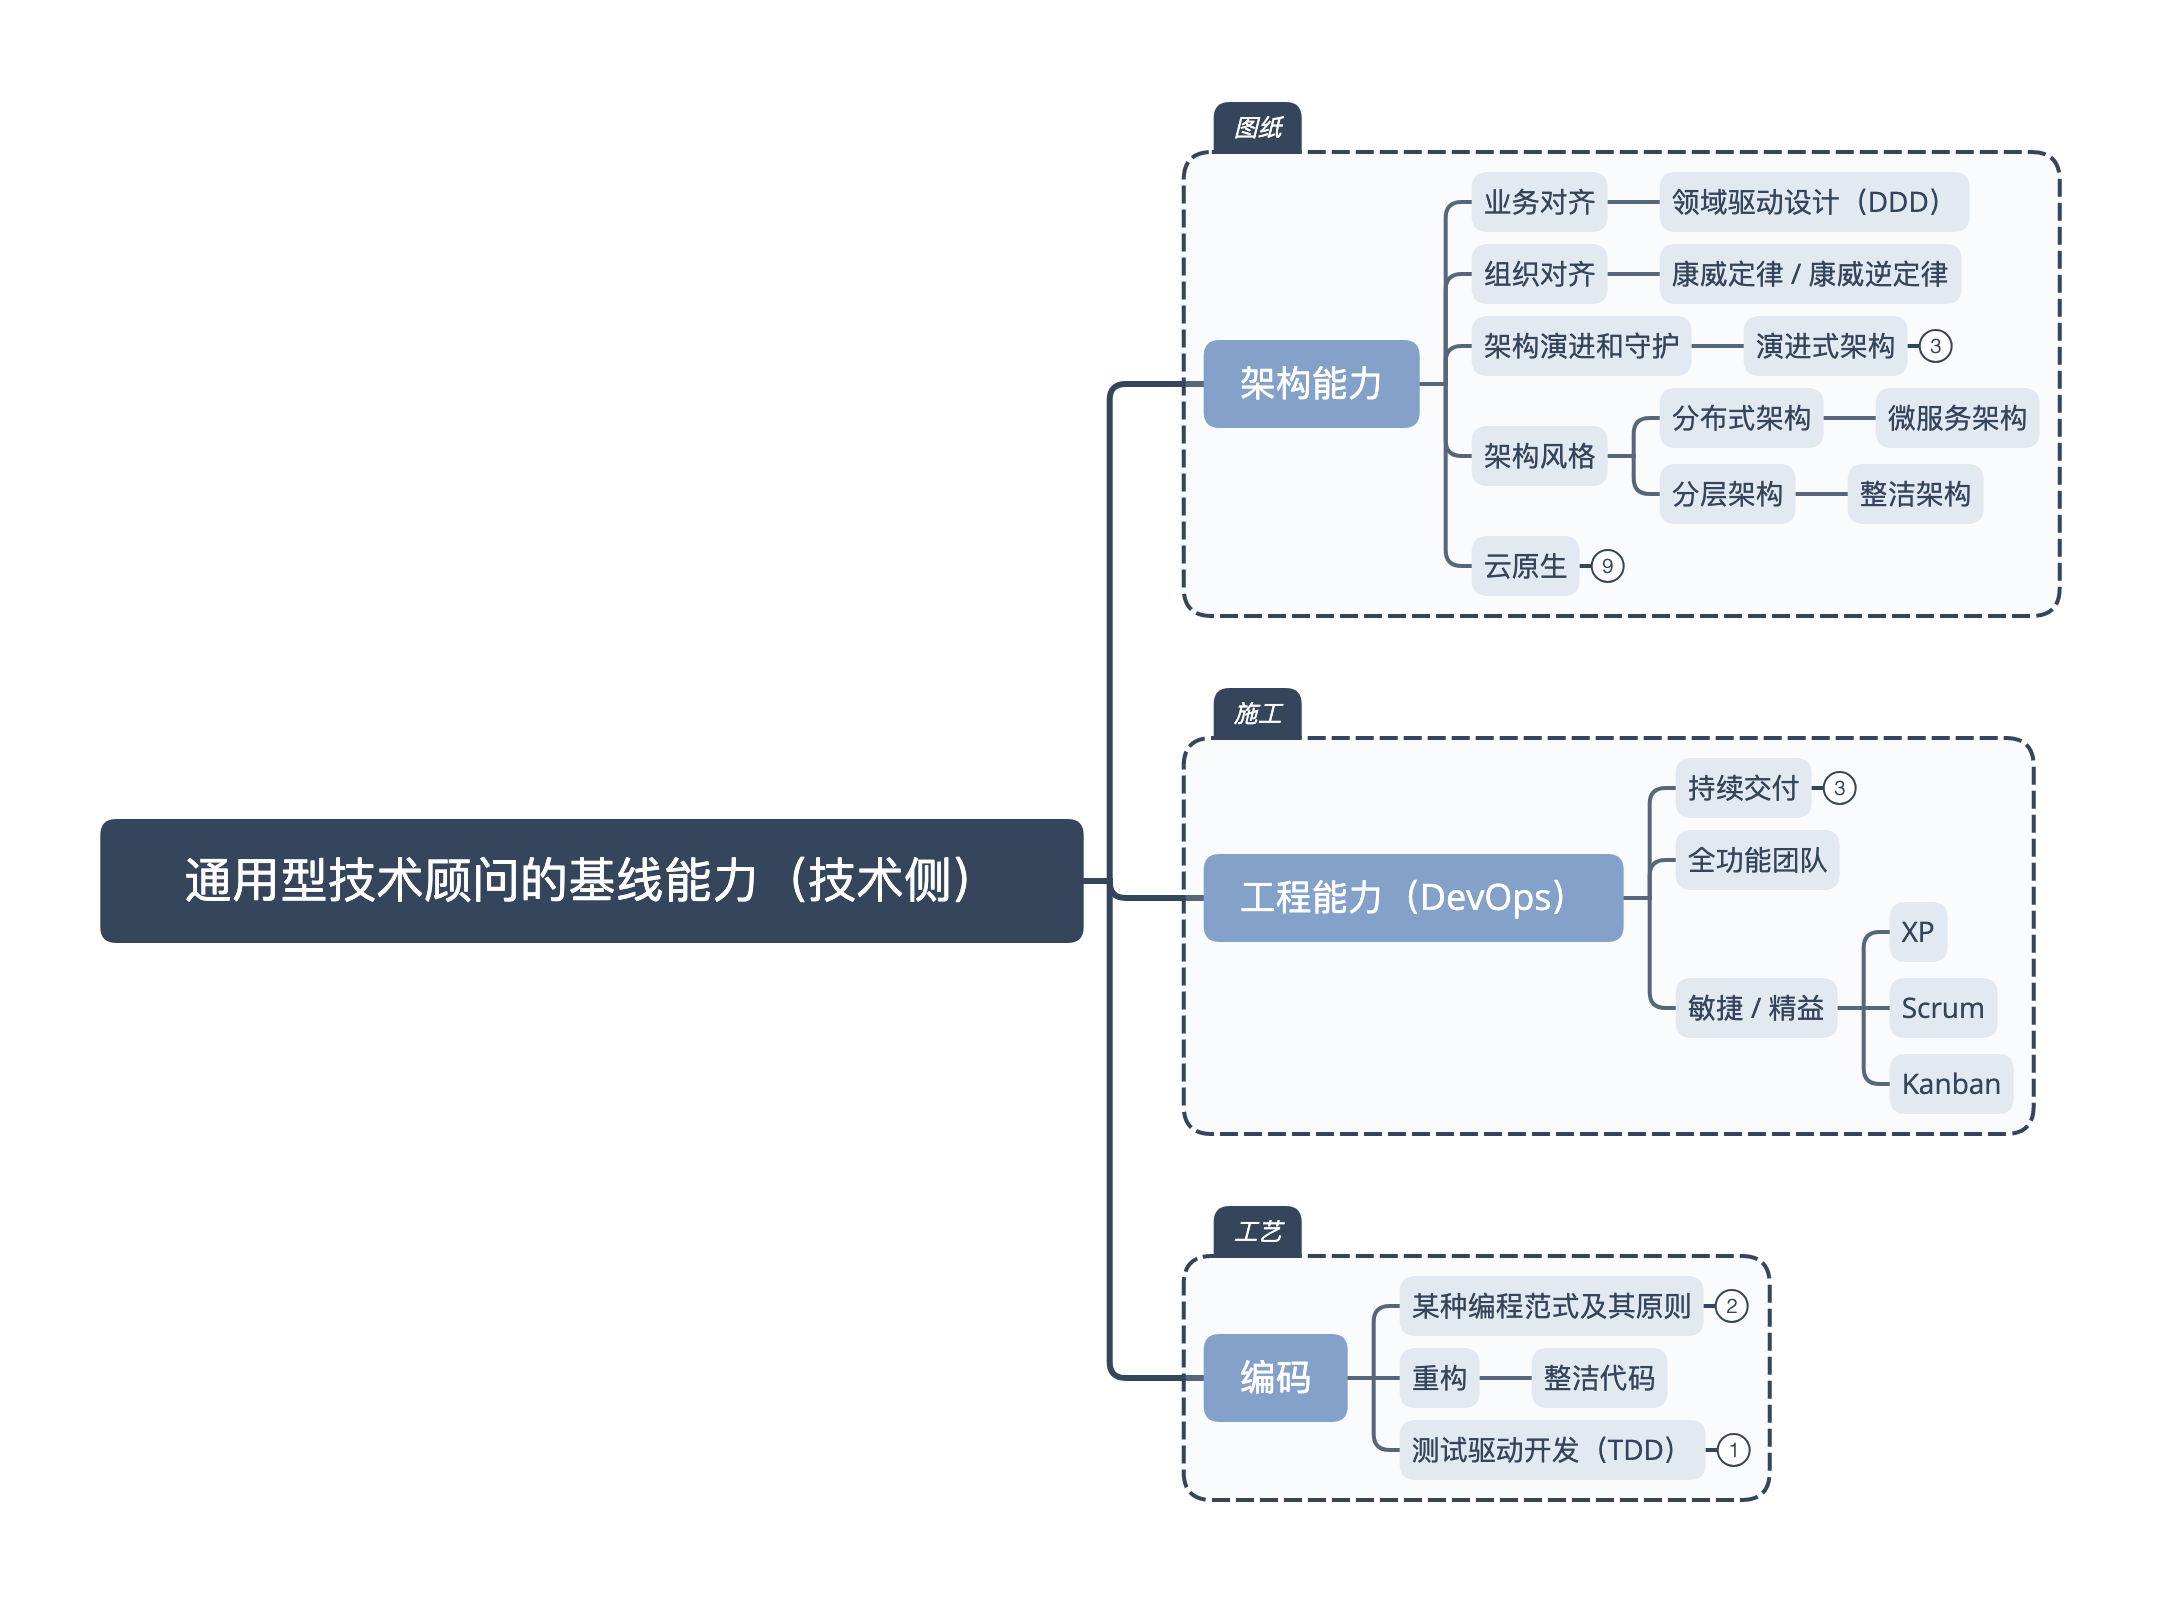 通用型技术顾问的基线能力（技术侧）
图纸
架构能力
业务对齐
领域驱动设计（DDD）
组织对齐
康威定律 / 康威逆定律
架构演进和守护
演进式架构
3
架构风格
分布式架构
微服务架构
分层架构
整洁架构
云原生
9
施工
工程能力（DevOps）
持续交付
3
全功能团队
敏捷 / 精益
XP
Scrum
Kanban
工艺
编码
某种编程范式及其原则
2
重构
整洁代码
测试驱动开发（TDD）
1